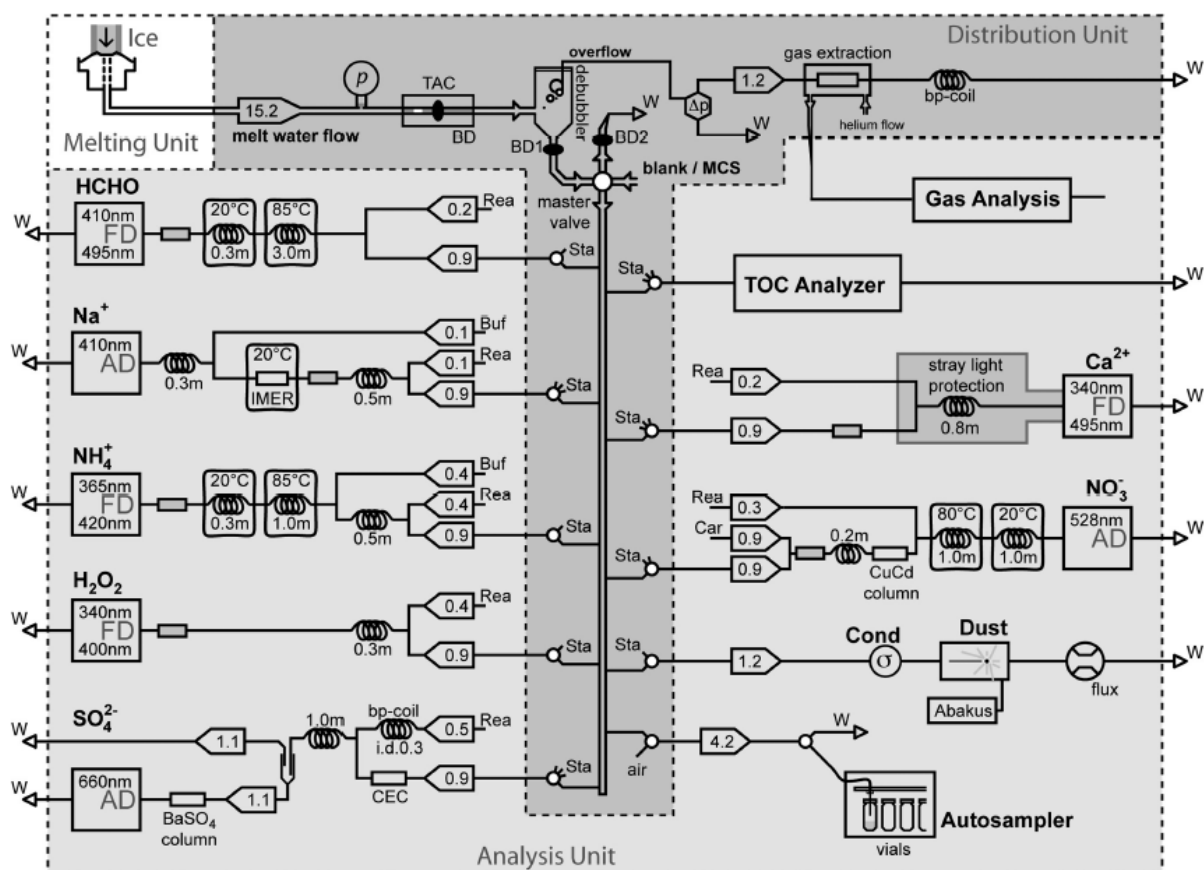 Ice
Melting Unit
Distribution Unit
15.2
melt water flow
p
TAC
BD
debubbler
overflow
Δp
W
1.2
gas extraction
helium flow
bp-coil
W
BD1
BD2
W
blank / MCS
master valve
Gas Analysis
HCHO
W
410nm
FD
495nm
20°C
0.3m
85°C
3.0m
0.2
Rea
0.9
Sta
Sta
TOC Analyzer
W
Na⁺
W
410nm
AD
0.3m
20°C
IMER
0.5m
0.1
Buf
0.1
Rea
0.9
Sta
Rea
0.2
stray light
protection
0.8m
Ca²⁺
340nm
FD
495nm
W
Sta
0.9
NH₄⁺
W
365nm
FD
420nm
20°C
0.3m
85°C
1.0m
0.5m
0.4
Buf
0.4
Rea
0.9
Sta
Rea
0.3
Car
0.9
Sta
0.9
0.2m
CuCd
column
80°C
1.0m
20°C
1.0m
NO₃⁻
528nm
AD
W
H₂O₂
W
340nm
FD
400nm
0.3m
0.4
Rea
0.9
Sta
Sta
1.2
Cond
σ
Dust
Abakus
flux
W
SO₄²⁻
W
1.1
1.0m
bp-coil
i.d.0.3
0.5
Rea
W
660nm
AD
BaSO₄
column
1.1
CEC
0.9
Sta
air
4.2
W
Autosampler
vials
Analysis Unit